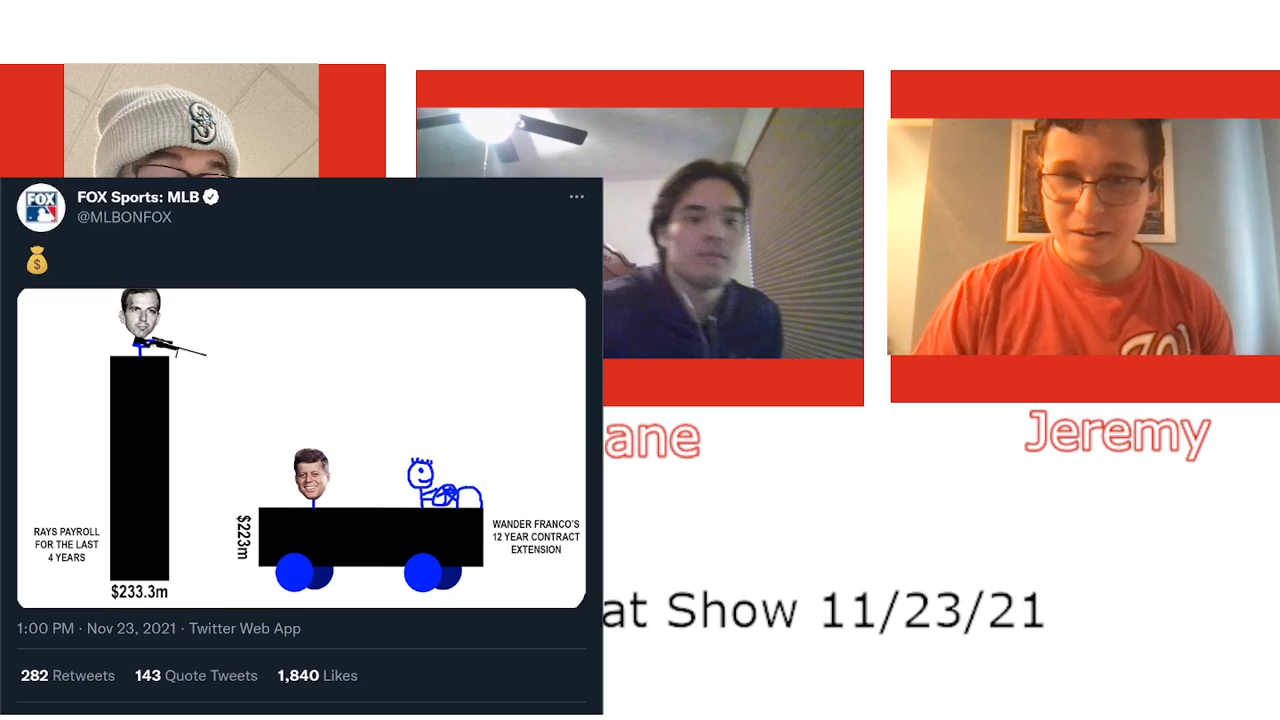 S
FOX Sports: MLB
@MLBONFOX
FOX
RAYS PAYROLL
FOR THE LAST
4 YEARS
$233.3m
$223m
WANDER FRANCO'S
12 YEAR CONTRACT
EXTENSION
1:00 PM · Nov 23, 2021 · Twitter Web App
282 Retweets 143 Quote Tweets 1,840 Likes
ane
Jeremy
at Show 11/23/21